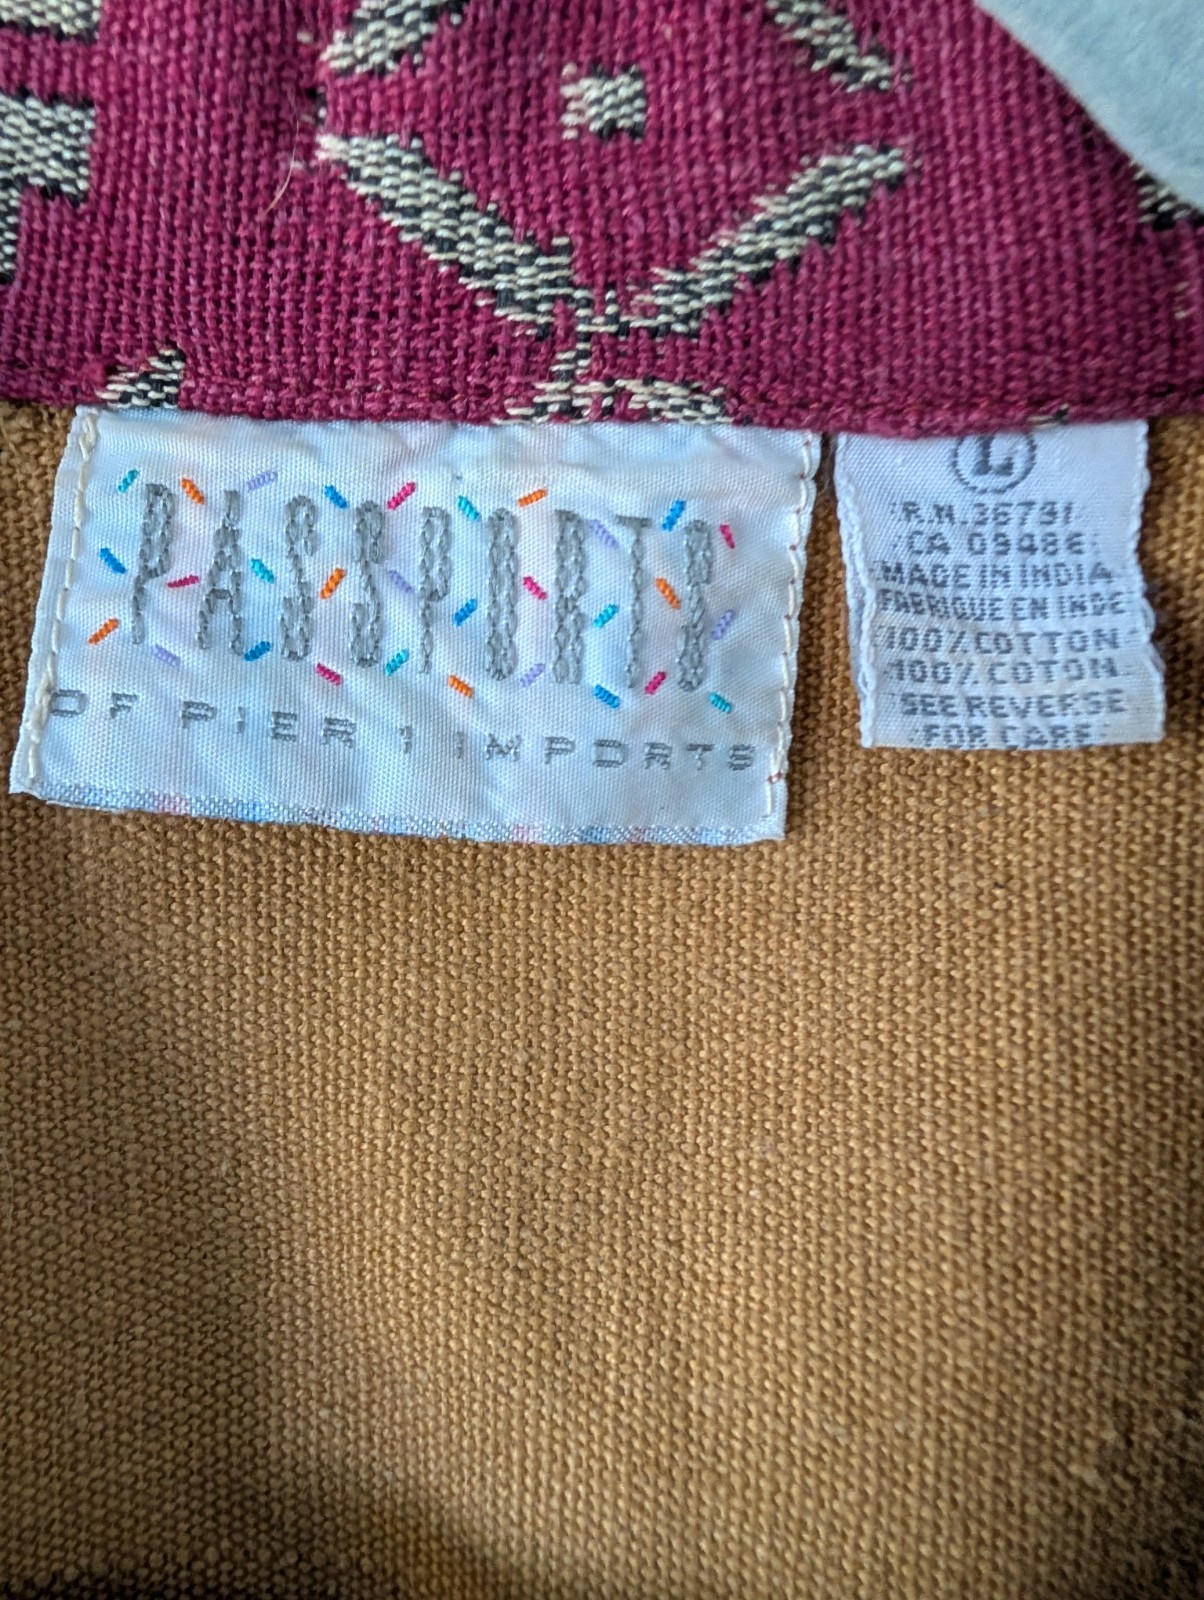 PASSPORTS
OF PIER 1 IMPORTS
L
R.N. 36791
CA 09486
MADE IN INDIA
FABRIQUE EN INDE
100% COTTON
100% COTON
SEE REVERSE
FOR CARE